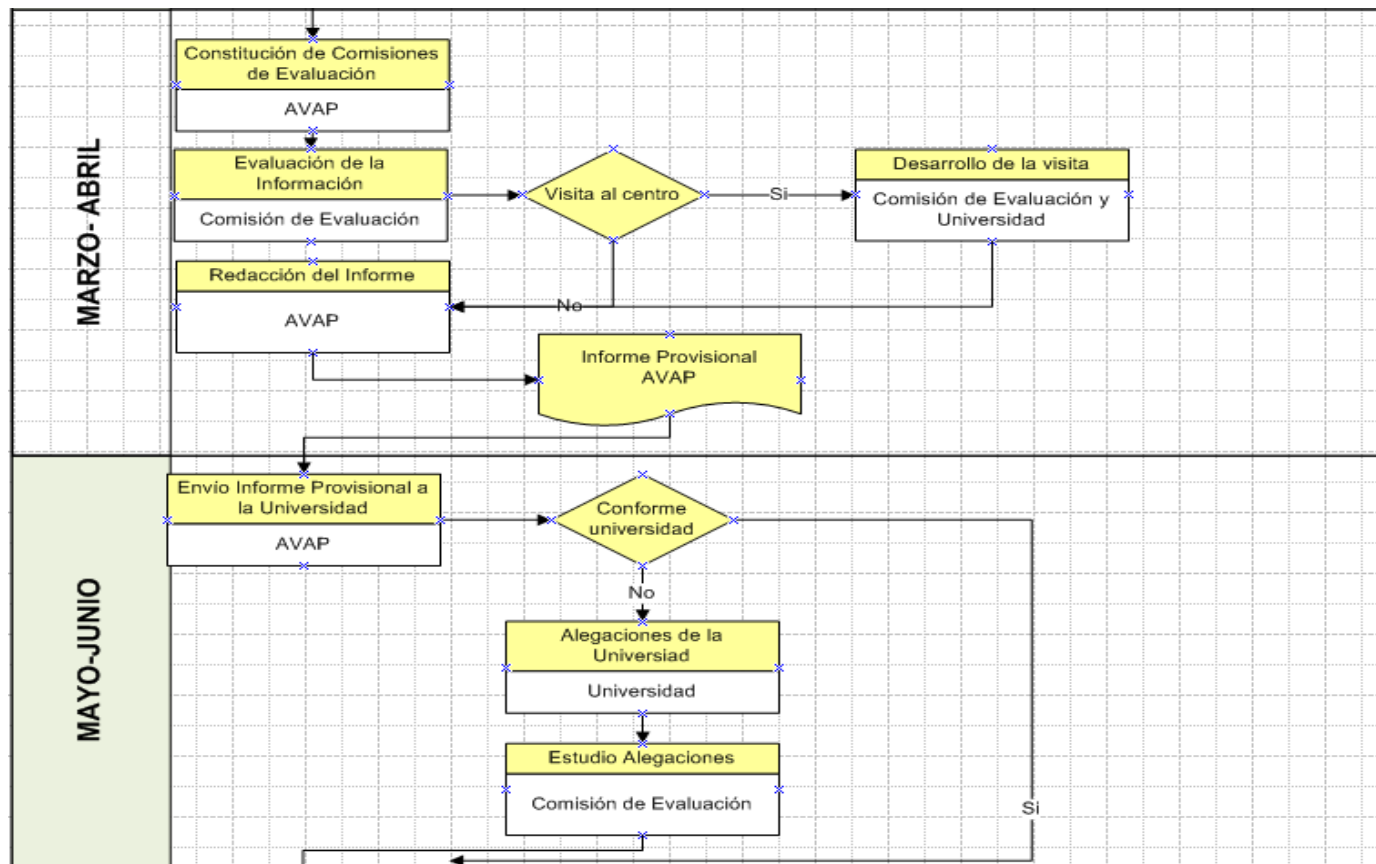 MARZO- ABRIL
Constitución de Comisiones
de Evaluación
AVAP
Evaluación de la
Información
Comisión de Evaluación
Visita al centro
Si
Desarrollo de la visita
Comisión de Evaluación y
Universidad
Redacción del Informe
AVAP
No
Informe Provisional
AVAP
MAYO-JUNIO
Envío Informe Provisional a
la Universidad
AVAP
Conforme
universidad
No
Alegaciones de la
Universiad
Universidad
Estudio Alegaciones
Comisión de Evaluación
Si